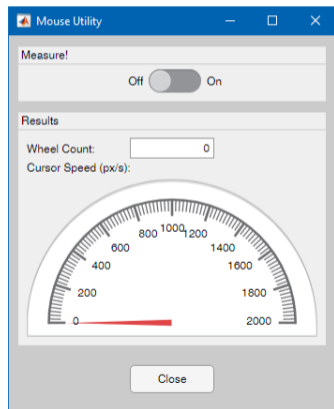 Mouse Utility
Measure!
Off On
Results
Wheel Count: 0
Cursor Speed (px/s):
0 200 400 600 800 1000 1200 1400 1600 1800 2000
Close